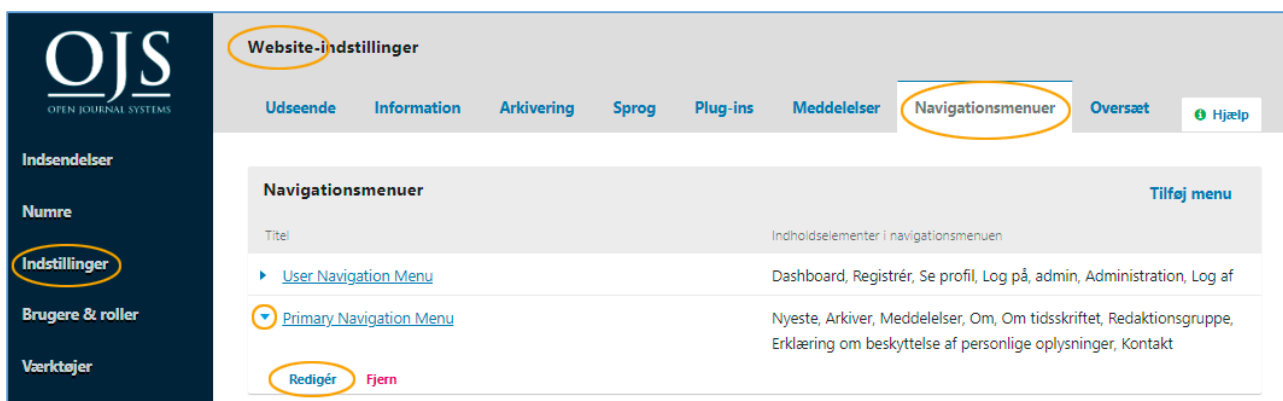 OJS
OPEN JOURNAL SYSTEMS
Indsendelser
Numre
Indstillinger
Brugere & roller
Værktøjer
Website-indstillinger
Udseende Information Arkivering Sprog Plug-ins Meddelelser Navigationsmenuer Oversæt Hjælp
Navigationsmenuer Tilføj menu
Titel Indholdselementer i navigationsmenuen
User Navigation Menu Dashboard, Registrér, Se profil, Log på, admin, Administration, Log af
Primary Navigation Menu Nyeste, Arkiver, Meddelelser, Om, Om tidsskriftet, Redaktionsgruppe,
Erklæring om beskyttelse af personlige oplysninger, Kontakt
Redigér Fjern